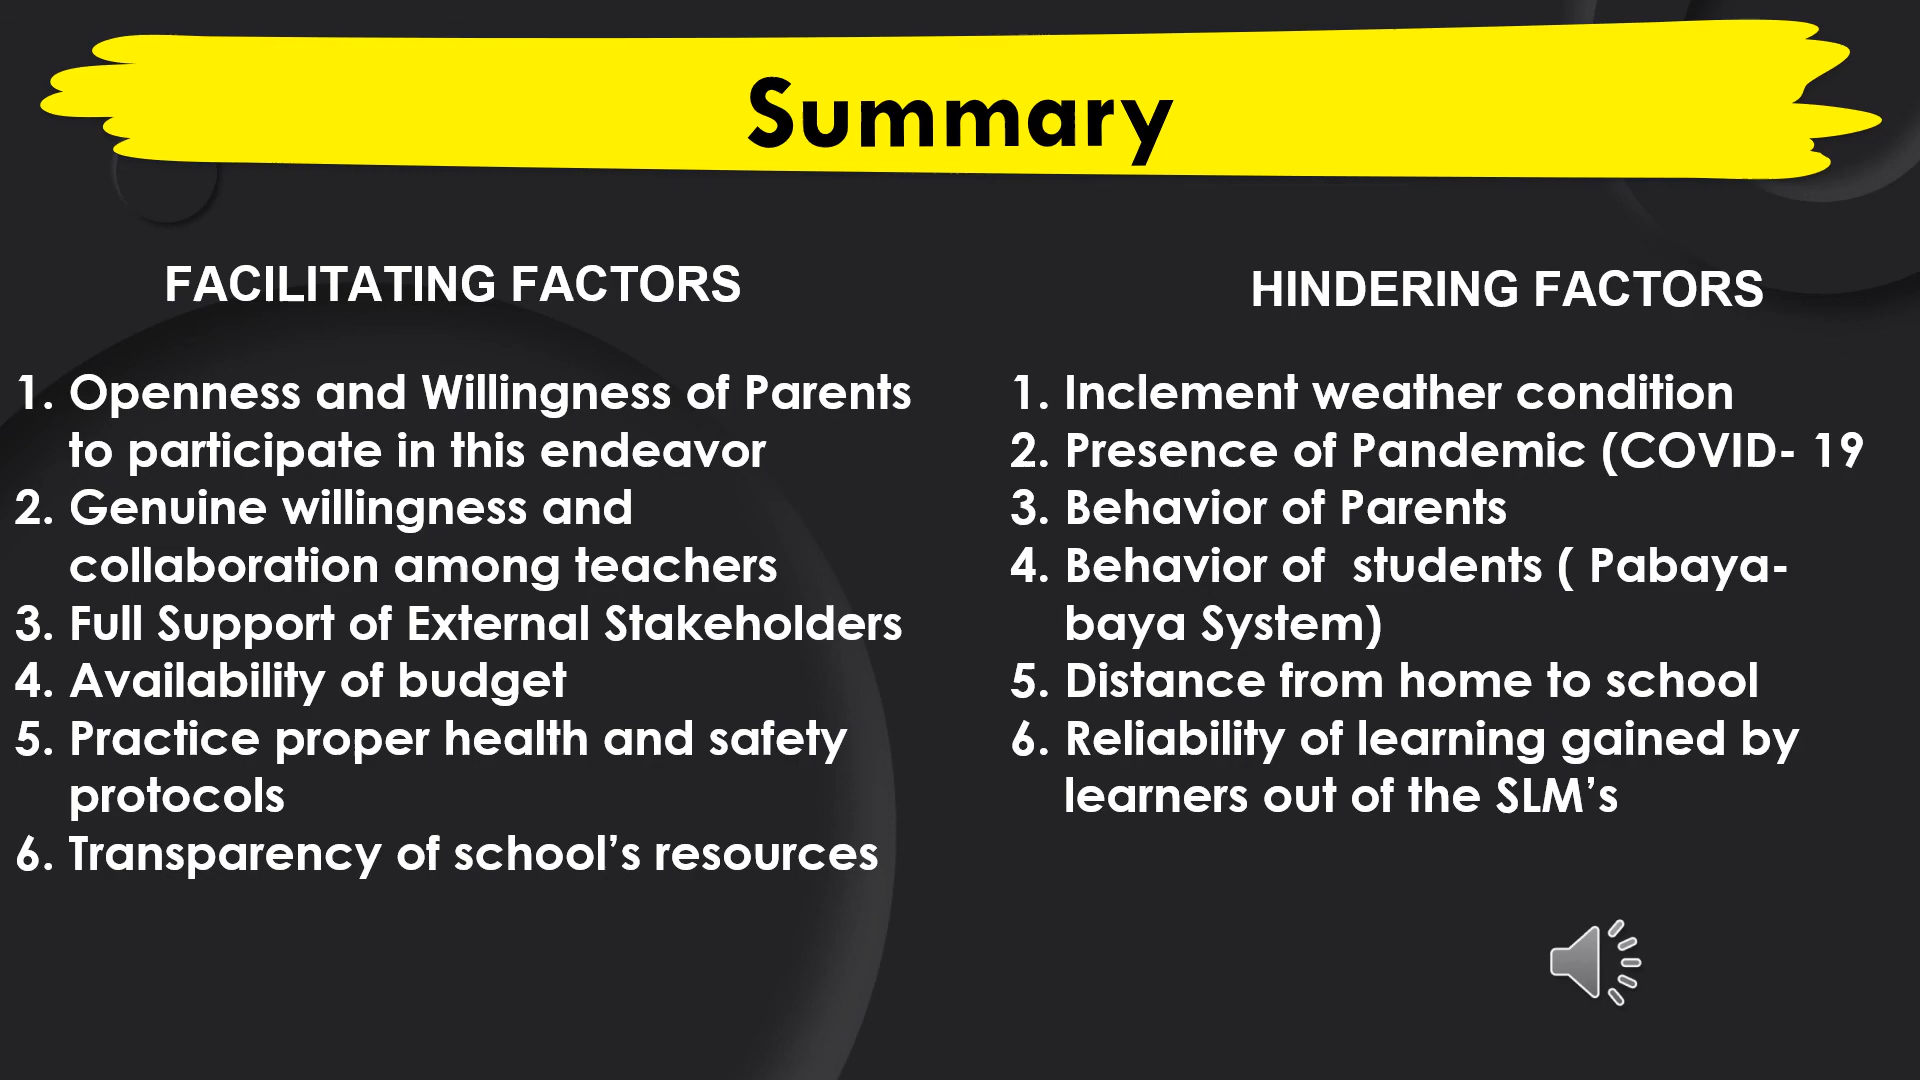 Summary
FACILITATING FACTORS
1. Openness and Willingness of Parents
to participate in this endeavor
2. Genuine willingness and
collaboration among teachers
3. Full Support of External Stakeholders
4. Availability of budget
5. Practice proper health and safety
protocols
6. Transparency of school’s resources
HINDERING FACTORS
1. Inclement weather condition
2. Presence of Pandemic (COVID- 19
3. Behavior of Parents
4. Behavior of  students ( Pabaya-
baya System)
5. Distance from home to school
6. Reliability of learning gained by
learners out of the SLM’s